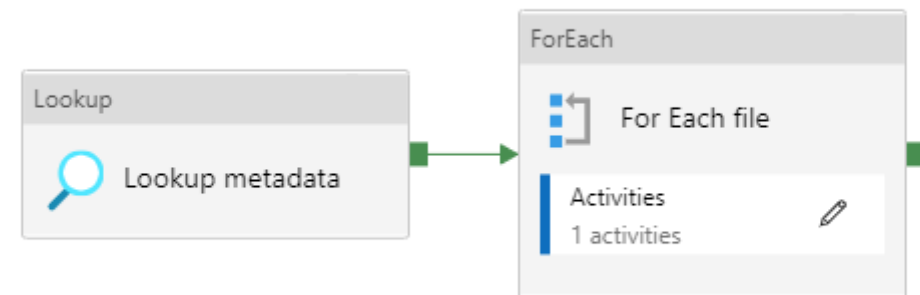 Lookup
Lookup metadata
ForEach
For Each file
Activities
1 activities